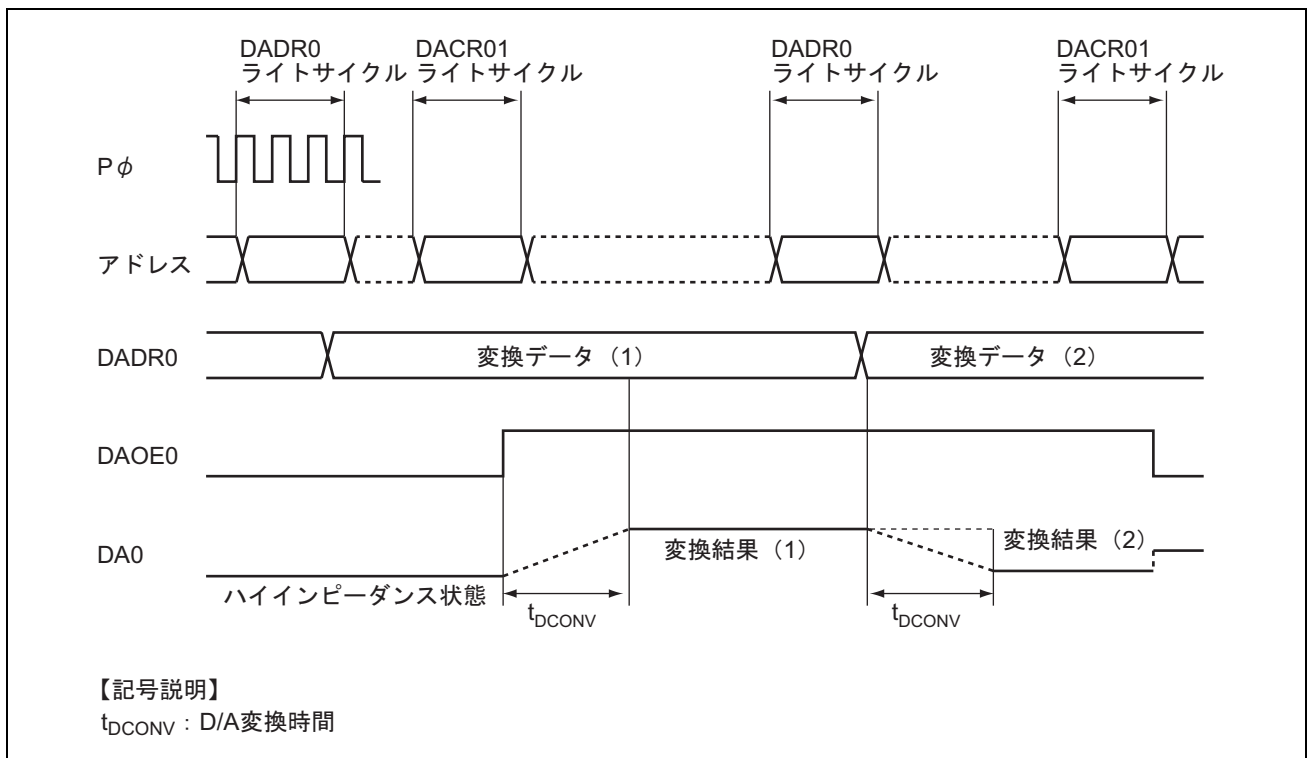 DADR0
ライトサイクル
DACR01
ライトサイクル
DADR0
ライトサイクル
DACR01
ライトサイクル
Pφ
アドレス
DADR0
変換データ（1）
変換データ（2）
DAOE0
DA0
変換結果（1）
変換結果（2）
ハイインピーダンス状態
tDCONV
tDCONV
【記号説明】
tDCONV：D/A変換時間